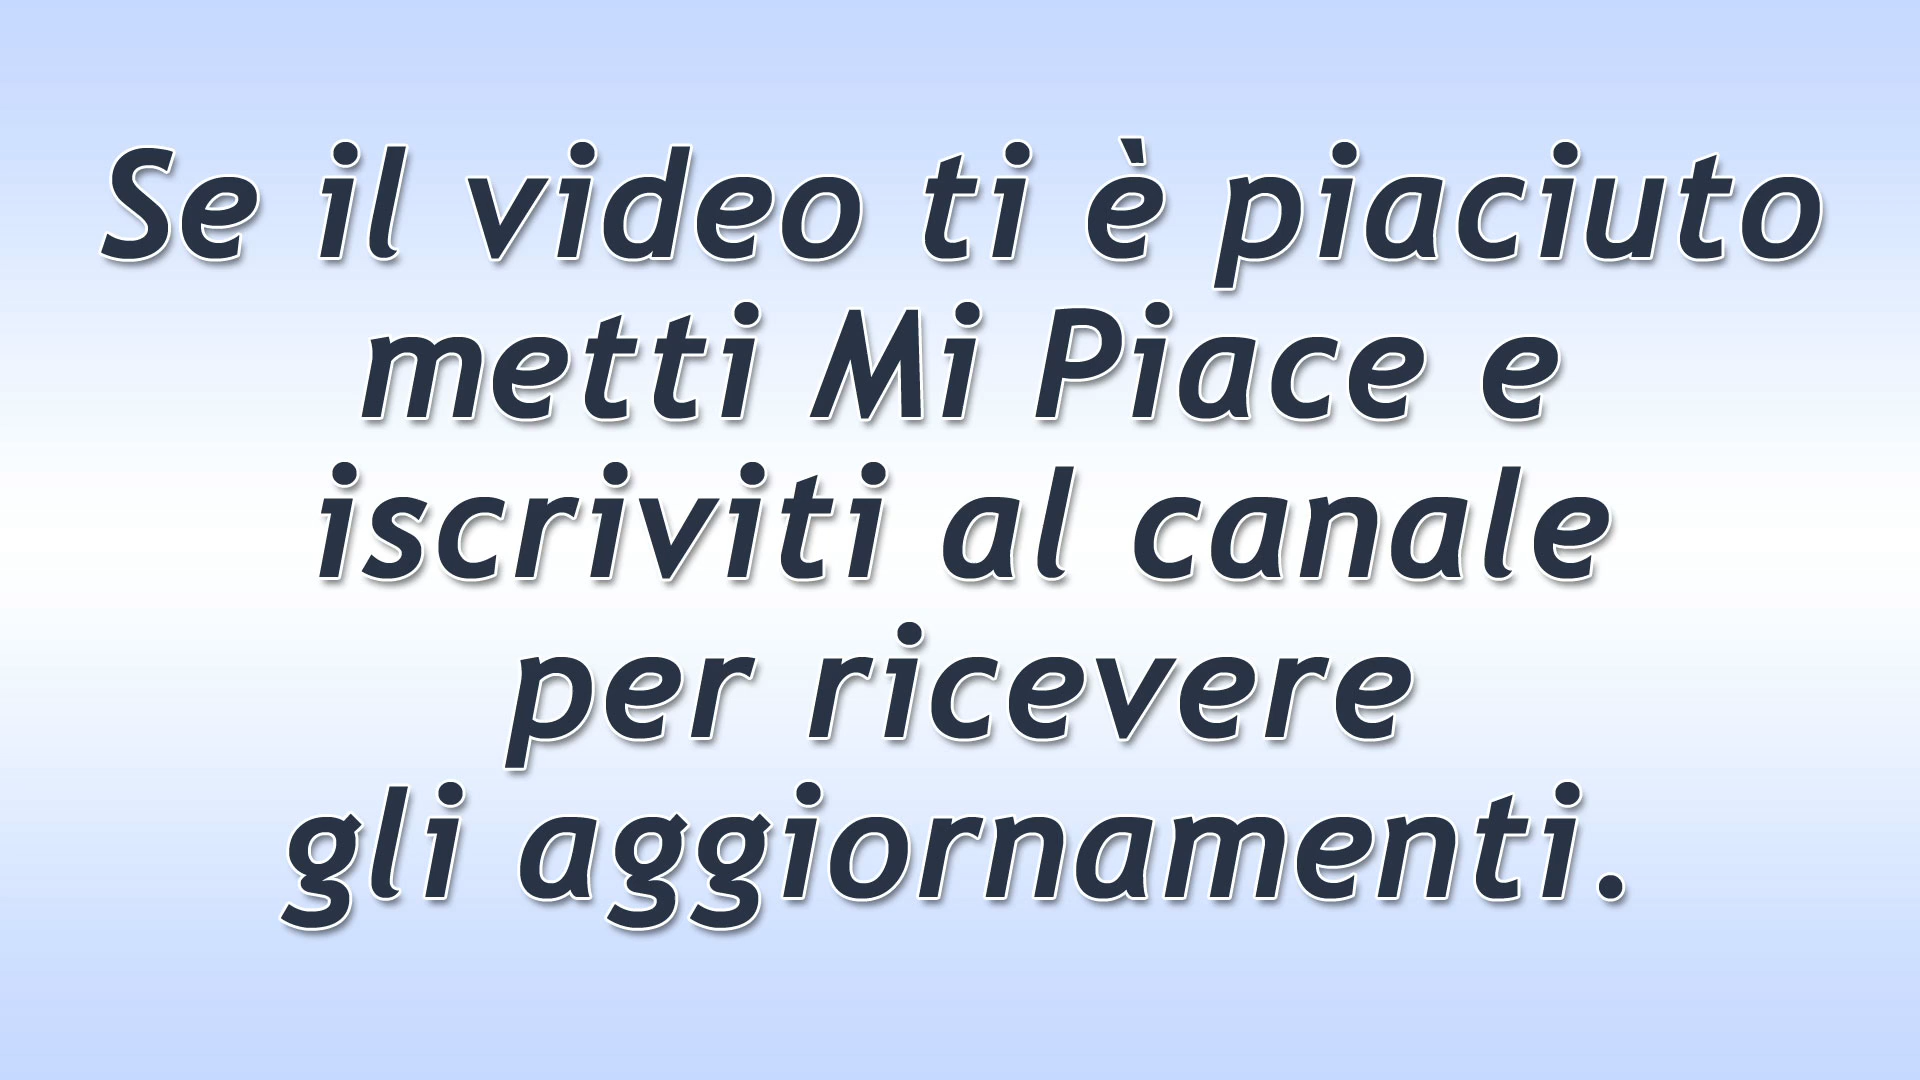 Se il video ti è piaciuto
metti Mi Piace e
iscriviti al canale
per ricevere
gli aggiornamenti.